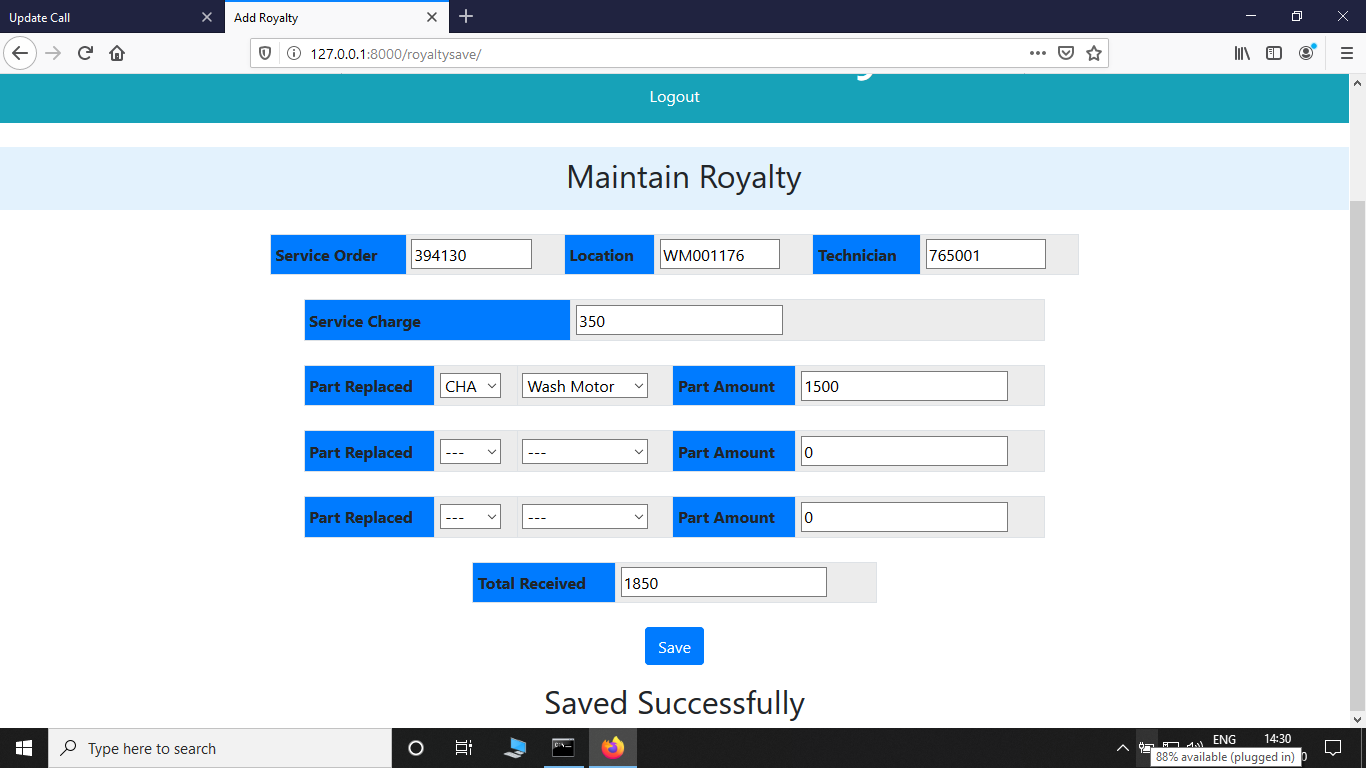 Update Call
Add Royalty
127.0.0.1:8000/royaltysave/
Logout
Maintain Royalty
Service Order 394130 Location WM001176 Technician 765001
Service Charge 350
Part Replaced CHA Wash Motor Part Amount 1500
Part Replaced --- --- Part Amount 0
Part Replaced --- --- Part Amount 0
Total Received 1850
Save
Saved Successfully
Type here to search
ENG
14:30
88% available (plugged in)